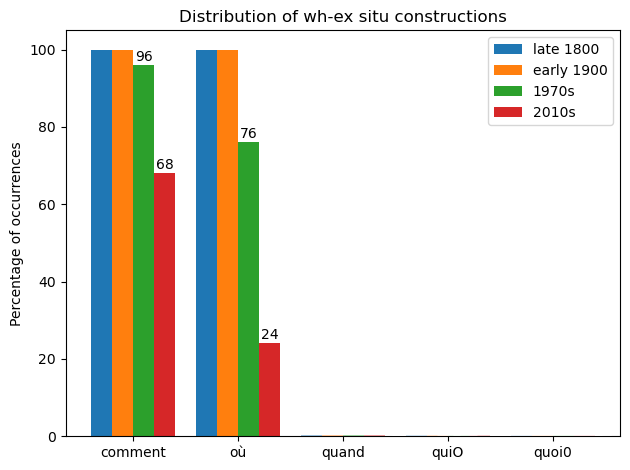 Distribution of wh-ex situ constructions
Percentage of occurrences
100
80
60
40
20
0
96
68
76
24
late 1800
early 1900
1970s
2010s
comment
où
quand
quiO
quoi0